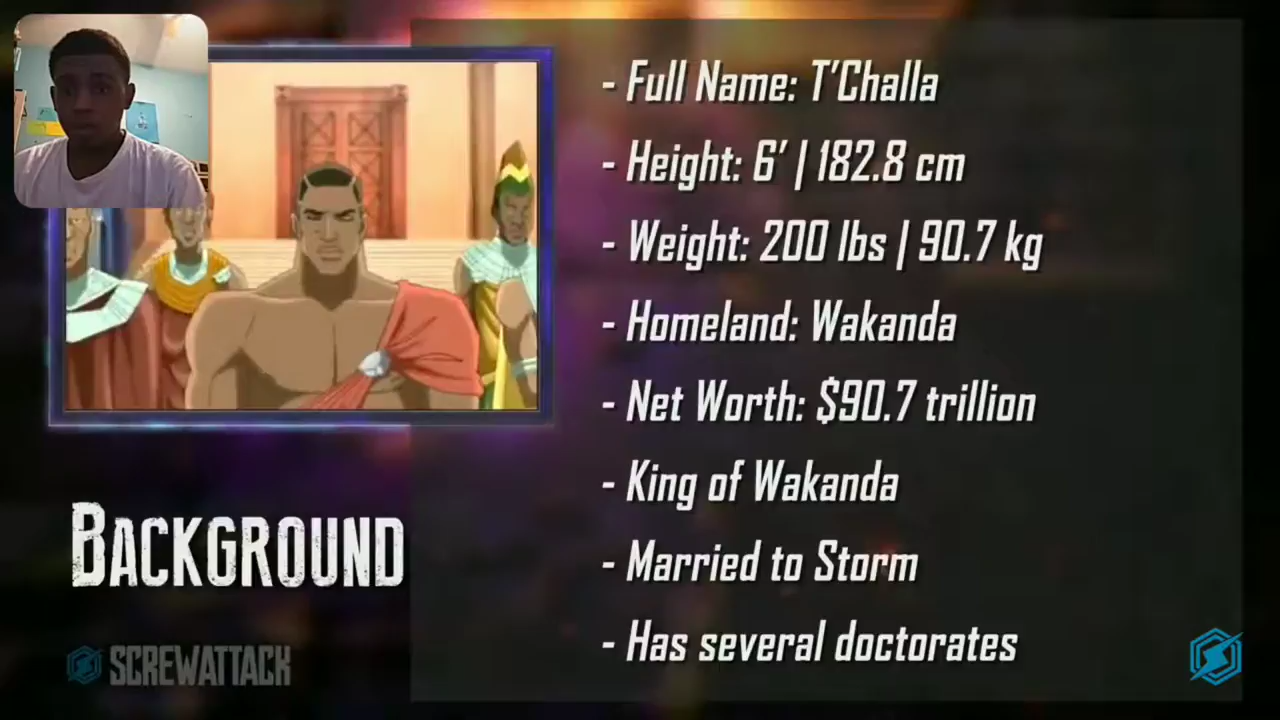 - Full Name: T'Challa
- Height: 6' | 182.8 cm
- Weight: 200 lbs | 90.7 kg
- Homeland: Wakanda
- Net Worth: $90.7 trillion
- King of Wakanda
- Married to Storm
- Has several doctorates
BACKGROUND
SCREWATTACK